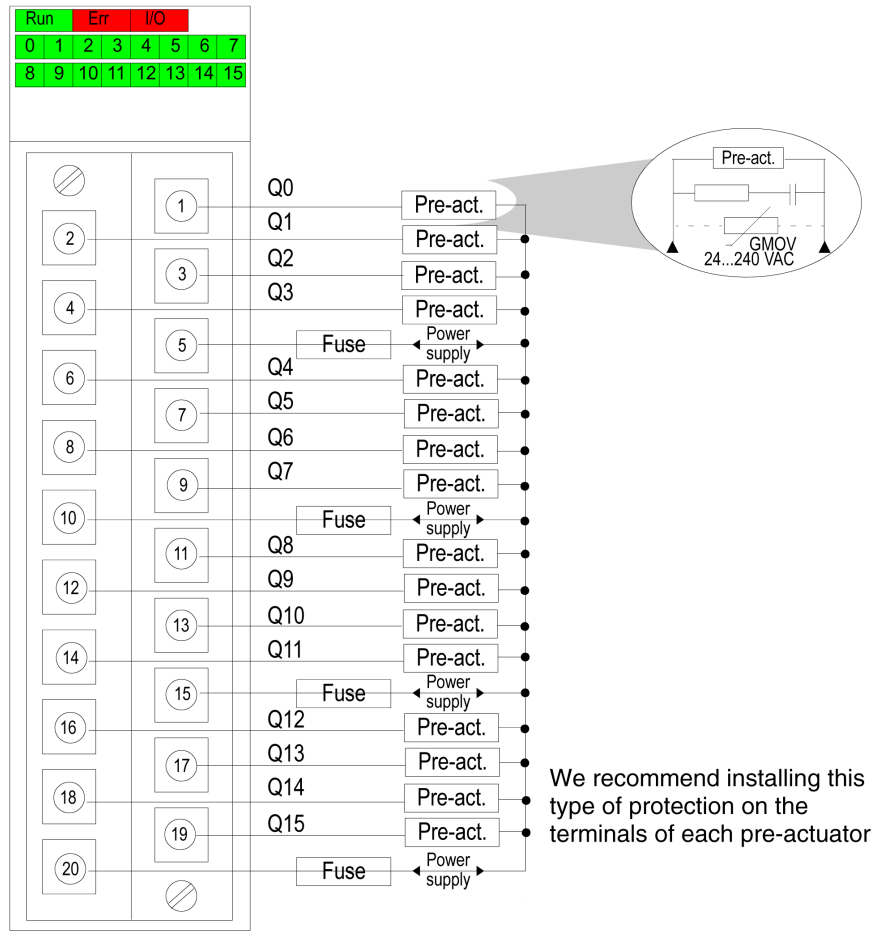 Run Err I/O
0 1 2 3 4 5 6 7
8 9 10 11 12 13 14 15
Pre-act.
GMOV
24...240 VAC
1 Q0 Pre-act.
2 Q1 Pre-act.
3 Q2 Pre-act.
4 Q3 Pre-act.
5 Fuse Power
supply
6 Q4 Pre-act.
7 Q5 Pre-act.
8 Q6 Pre-act.
9 Q7 Pre-act.
10 Fuse Power
supply
11 Q8 Pre-act.
12 Q9 Pre-act.
13 Q10 Pre-act.
14 Q11 Pre-act.
15 Fuse Power
supply
16 Q12 Pre-act.
17 Q13 Pre-act.
18 Q14 Pre-act.
19 Q15 Pre-act.
20 Fuse Power
supply
We recommend installing this
type of protection on the
terminals of each pre-actuator